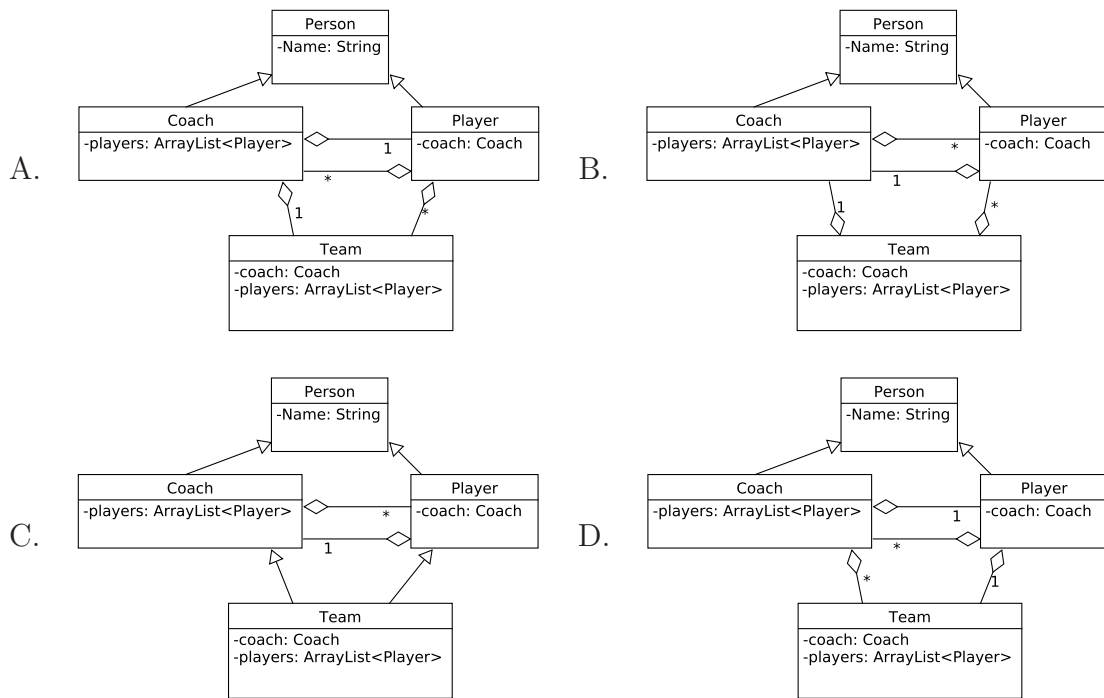 Person
-Name: String
Coach
-players: ArrayList<Player>
Player
-coach: Coach
1
*
1
*
Team
-coach: Coach
-players: ArrayList<Player>
A.
Person
-Name: String
Coach
-players: ArrayList<Player>
Player
-coach: Coach
*
1
1
*
Team
-coach: Coach
-players: ArrayList<Player>
B.
Person
-Name: String
Coach
-players: ArrayList<Player>
Player
-coach: Coach
*
1
Team
-coach: Coach
-players: ArrayList<Player>
C.
Person
-Name: String
Coach
-players: ArrayList<Player>
Player
-coach: Coach
1
*
*
1
Team
-coach: Coach
-players: ArrayList<Player>
D.